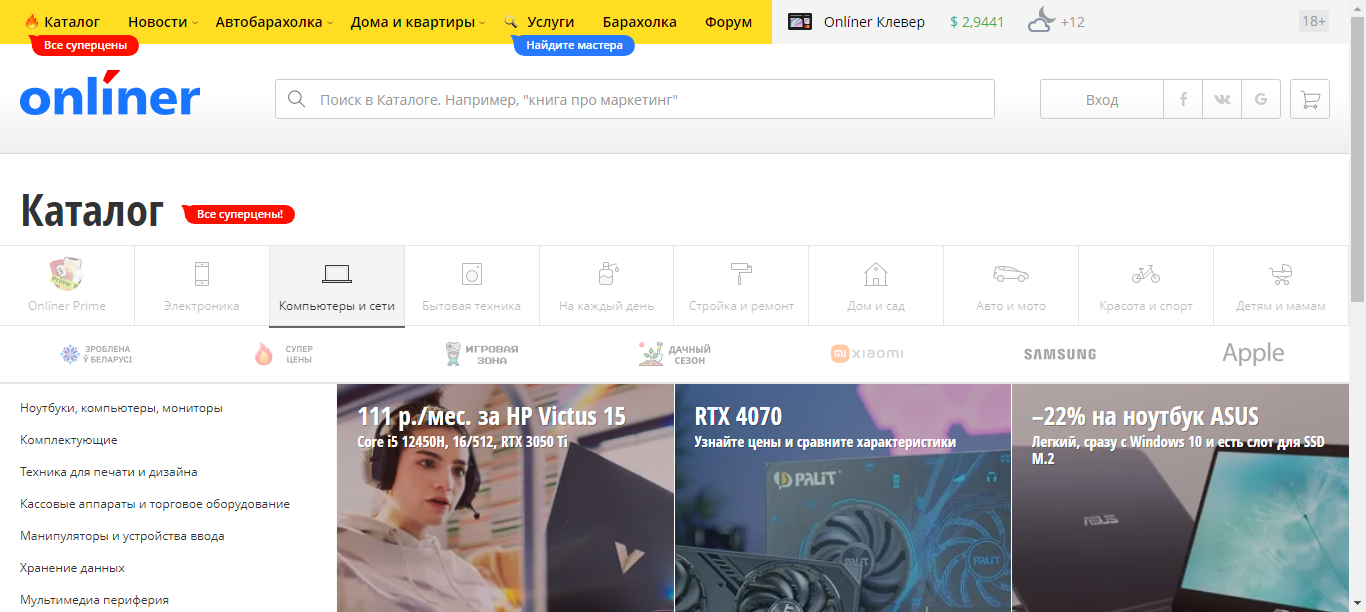 Каталог
Новости
Автобарахолка
Дома и квартиры
Услуги
Барахолка
Форум
Onlíner Клевер
$ 2,9441
+12
18+
Все суперцены
Найдите мастера
onlíner
Поиск в Каталоге. Например, "книга про маркетинг"
Вход
f
G
Каталог
Все суперцены!
Onlíner Prime
Электроника
Компьютеры и сети
Бытовая техника
На каждый день
Стройка и ремонт
Дом и сад
Авто и мото
Красота и спорт
Детям и мамам
ЗРОБЛЕНА
Ў БЕЛАРУСІ
СУПЕР
ЦЕНЫ
ИГРОВАЯ
ЗОНА
ДАЧНЫЙ
СЕЗОН
xiaomi
SAMSUNG
Apple
Ноутбуки, компьютеры, мониторы
Комплектующие
Техника для печати и дизайна
Кассовые аппараты и торговое оборудование
Манипуляторы и устройства ввода
Хранение данных
Мультимедиа периферия
111 р./мес. за HP Victus 15
Core i5 12450H, 16/512, RTX 3050 Ti
RTX 4070
Узнайте цены и сравните характеристики
PALIT
PALIT
PALIT
–22% на ноутбук ASUS
Легкий, сразу с Windows 10 и есть слот для SSD
M.2
ASUS